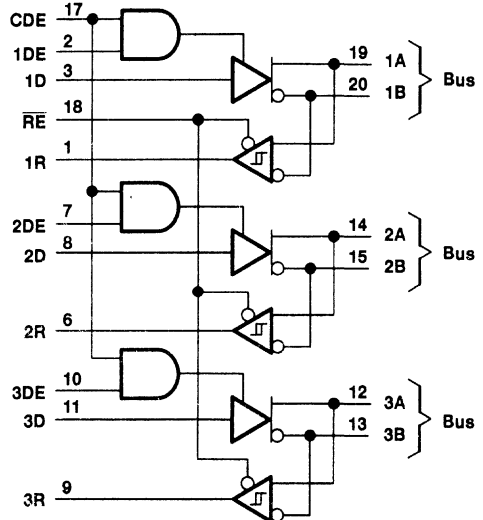 CDE 17
1DE 2
1D 3
RE 18
1R 1
19 1A
20 1B
Bus
2DE 7
2D 8
2R 6
14 2A
15 2B
Bus
3DE 10
3D 11
3R 9
12 3A
13 3B
Bus